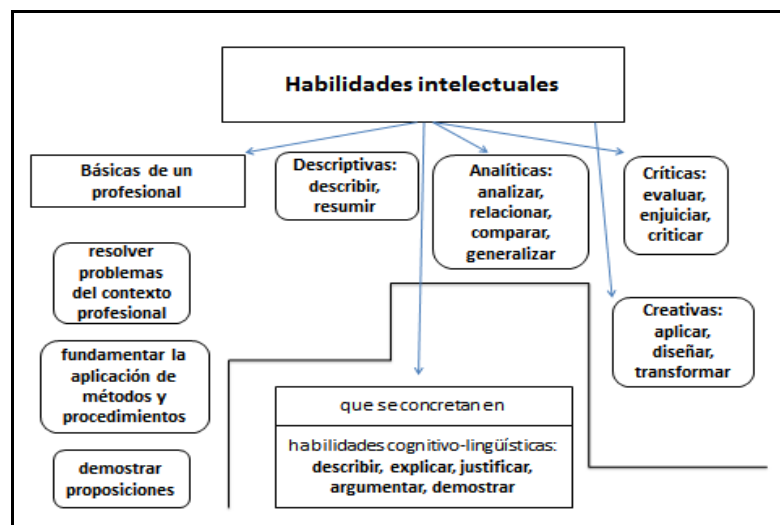 Habilidades intelectuales
Básicas de un
profesional
Descriptivas:
describir,
resumir
Analíticas:
analizar,
relacionar,
comparar,
generalizar
Críticas:
evaluar,
enjuiciar,
criticar
resolver
problemas
del contexto
profesional
Creativas:
aplicar,
diseñar,
transformar
fundamentar la
aplicación de
métodos y
procedimientos
demostrar
proposiciones
que se concretan en
habilidades cognitivo-lingüísticas:
describir, explicar, justificar,
argumentar, demostrar